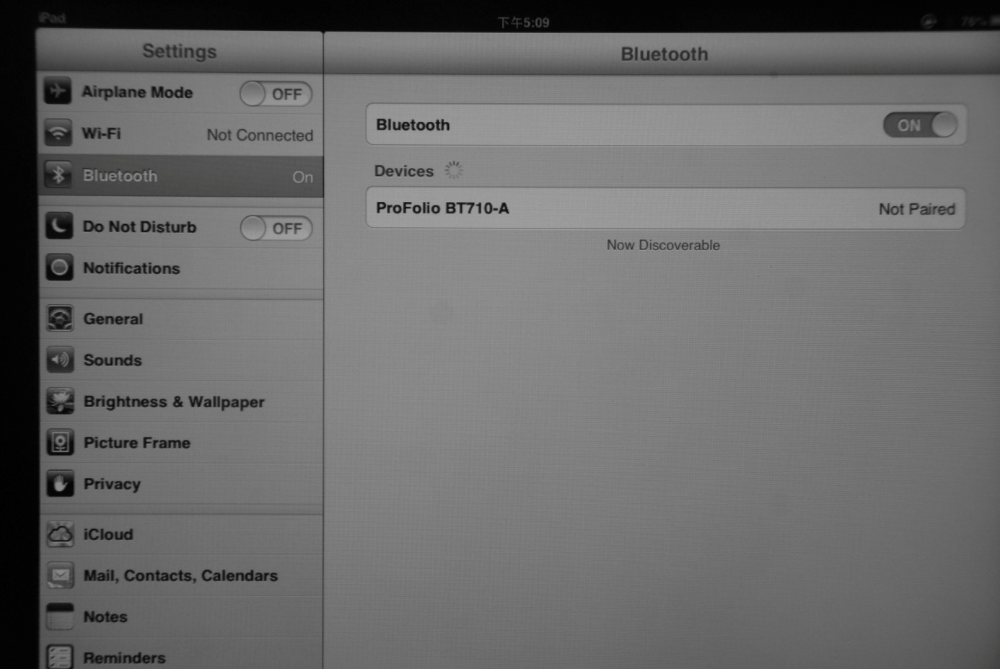 iPad
下午5:09
Settings
Bluetooth
Airplane Mode OFF
Wi-Fi Not Connected
Bluetooth On
Do Not Disturb OFF
Notifications
General
Sounds
Brightness & Wallpaper
Picture Frame
Privacy
iCloud
Mail, Contacts, Calendars
Notes
Reminders
Bluetooth ON
Devices
ProFolio BT710-A Not Paired
Now Discoverable